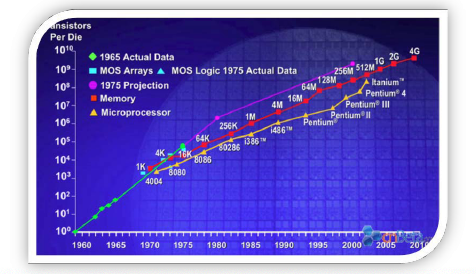 Transistors
Per Die
10¹⁰
10⁹
10⁸
10⁷
10⁶
10⁵
10⁴
10³
10²
10¹
10⁰
1965 Actual Data
MOS Arrays MOS Logic 1975 Actual Data
1975 Projection
Memory
Microprocessor
1K
4K
16K
64K
256K
1M
4M
16M
64M
128M
256M
512M
1G
2G
4G
4004
8080
8086
80286
i386™
i486™
Pentium®
Pentium® II
Pentium® III
Pentium® 4
Itanium™
1960 1965 1970 1975 1980 1985 1990 1995 2000 2005 2010